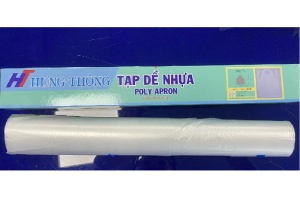 HT HƯNG THÔNG
TẠP DỀ NHỰA
POLY APRON